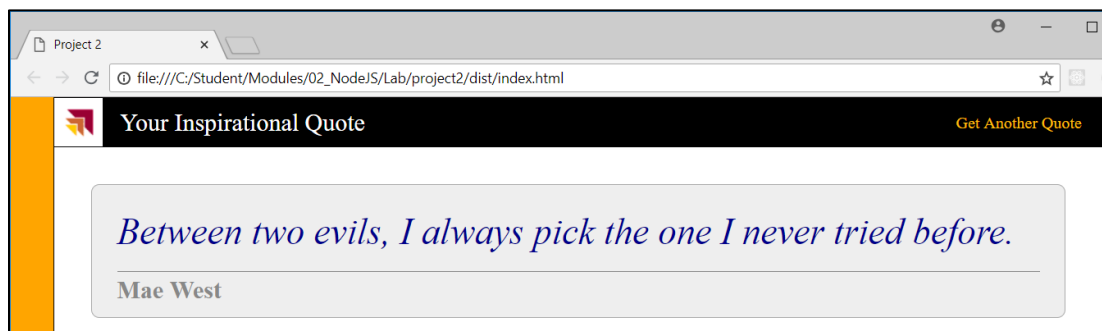 Project 2
file:///C:/Student/Modules/02_NodeJS/Lab/project2/dist/index.html
Your Inspirational Quote Get Another Quote
Between two evils, I always pick the one I never tried before.
Mae West